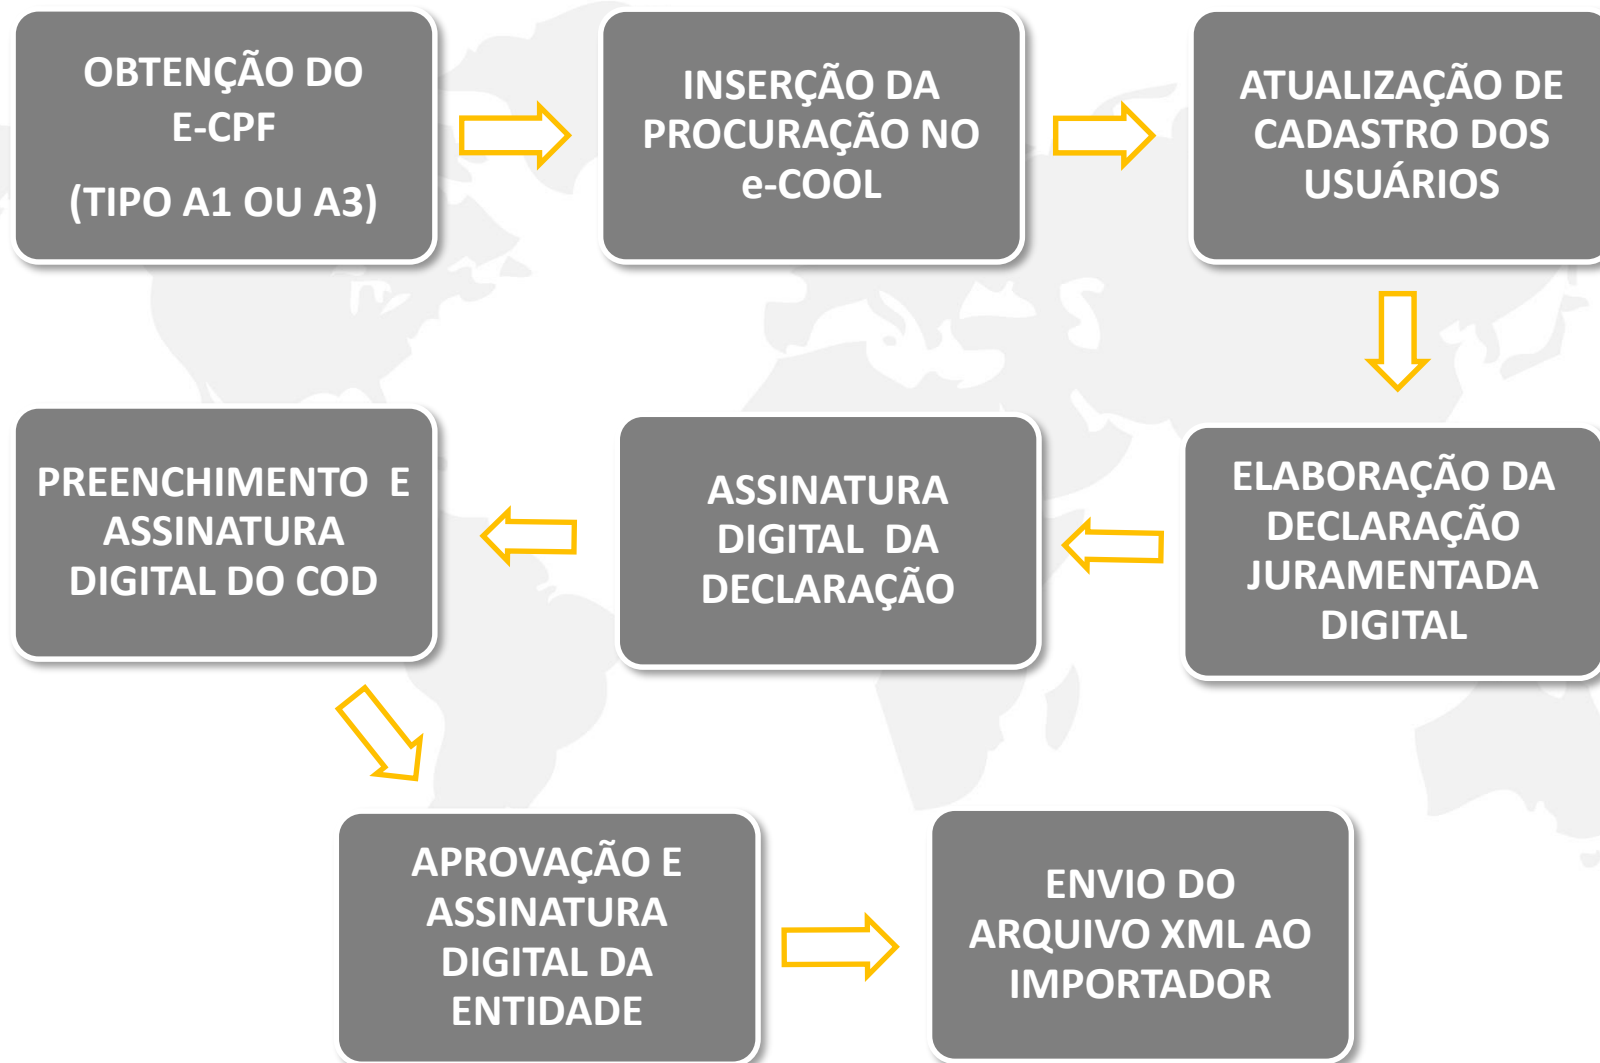 OBTENÇÃO DO
E-CPF
(TIPO A1 OU A3)
INSERÇÃO DA
PROCURAÇÃO NO
e-COOL
ATUALIZAÇÃO DE
CADASTRO DOS
USUÁRIOS
ELABORAÇÃO DA
DECLARAÇÃO
JURAMENTADA
DIGITAL
ASSINATURA
DIGITAL DA
DECLARAÇÃO
PREENCHIMENTO E
ASSINATURA
DIGITAL DO COD
APROVAÇÃO E
ASSINATURA
DIGITAL DA
ENTIDADE
ENVIO DO
ARQUIVO XML AO
IMPORTADOR